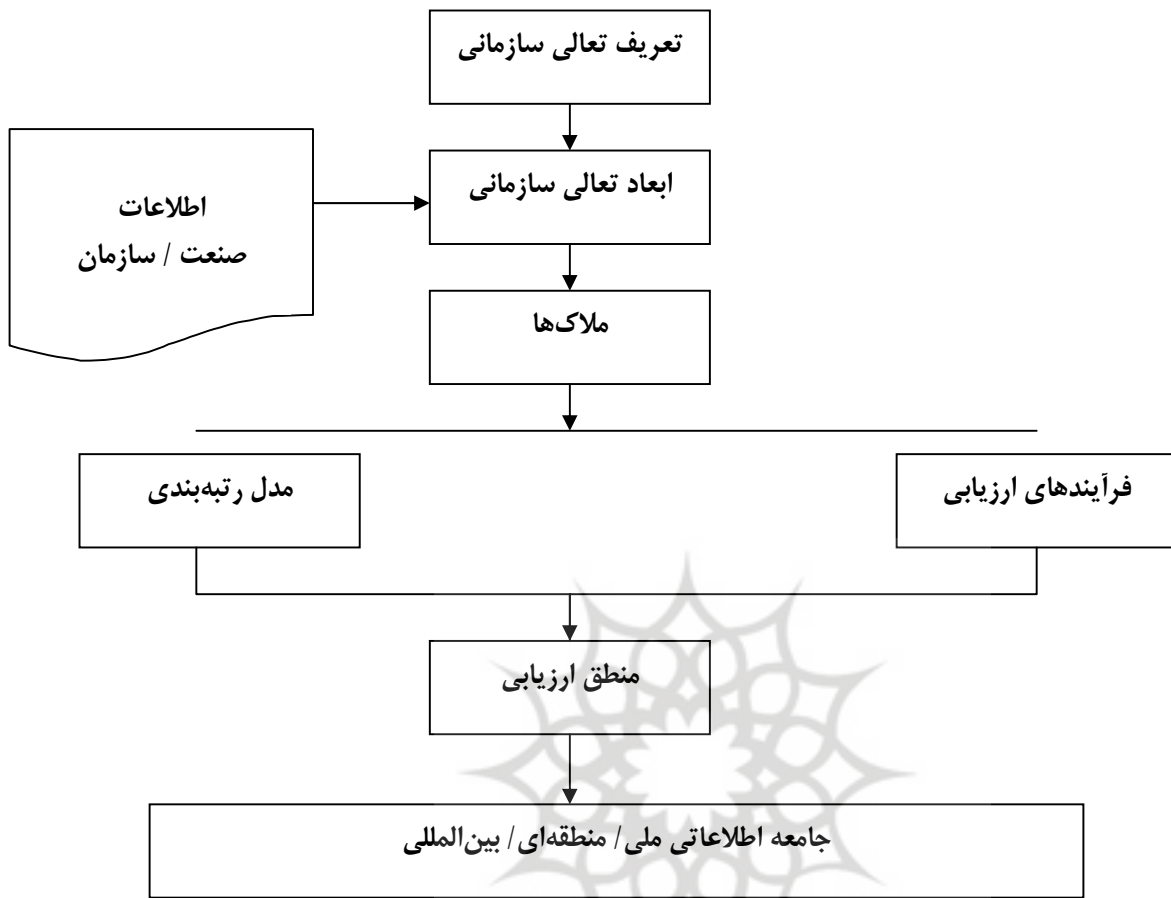 تعریف تعالی سازمانی
ابعاد تعالی سازمانی
اطلاعات
صنعت / سازمان
ملاک‌ها
فرآیندهای ارزیابی
مدل رتبه‌بندی
منطق ارزیابی
جامعه اطلاعاتی ملی/ منطقه‌ای/ بین‌المللی